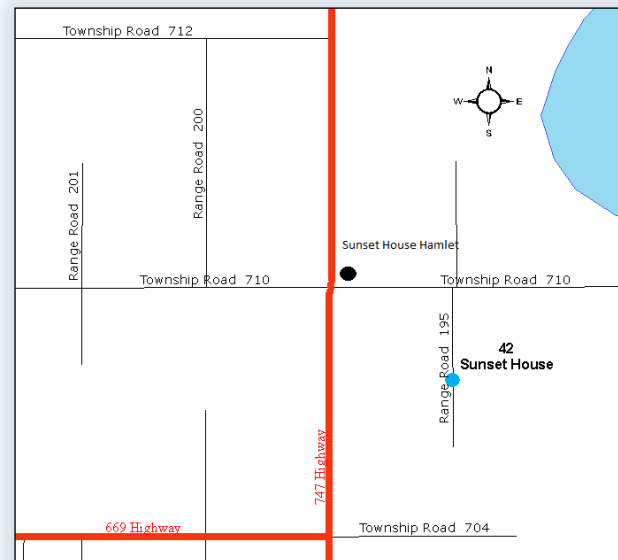 Township Road 712
N
W
E
S
Range Road 200
Range Road 201
Sunset House Hamlet
Township Road 710
Township Road 710
Range Road 195
42
Sunset House
747 Highway
669 Highway
Township Road 704